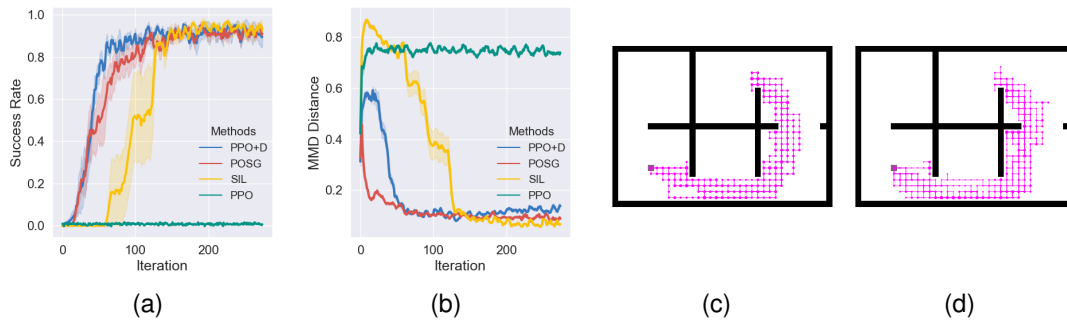 1.0
0.8
0.6
0.4
0.2
0.0
Success Rate
0
100
200
Iteration
Methods
PPO+D
POSG
SIL
PPO
(a)
0.8
0.6
0.4
0.2
MMD Distance
0
100
200
Iteration
Methods
PPO+D
POSG
SIL
PPO
(b)
(c)
(d)